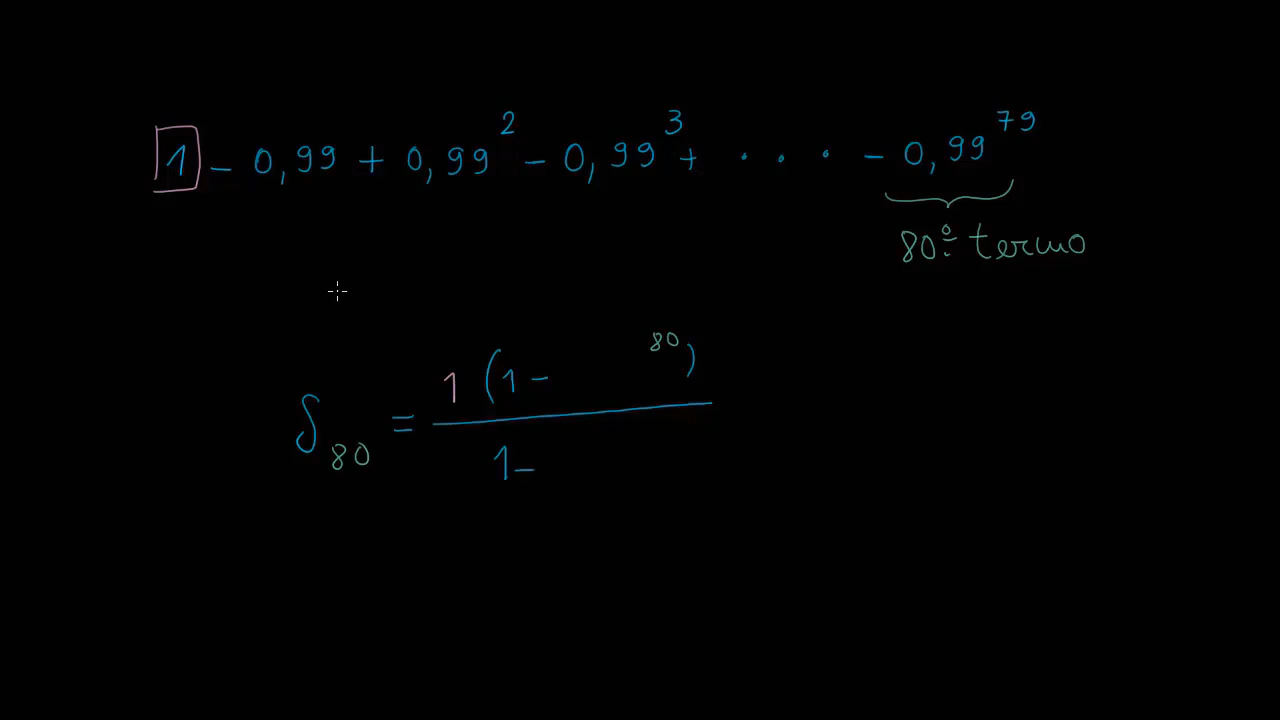 1 - 0,99 + 0,99² - 0,99³ + · · · - 0,99⁷⁹
80º termo
1 (1 - ⁸⁰)
S₈₀ =
1 -